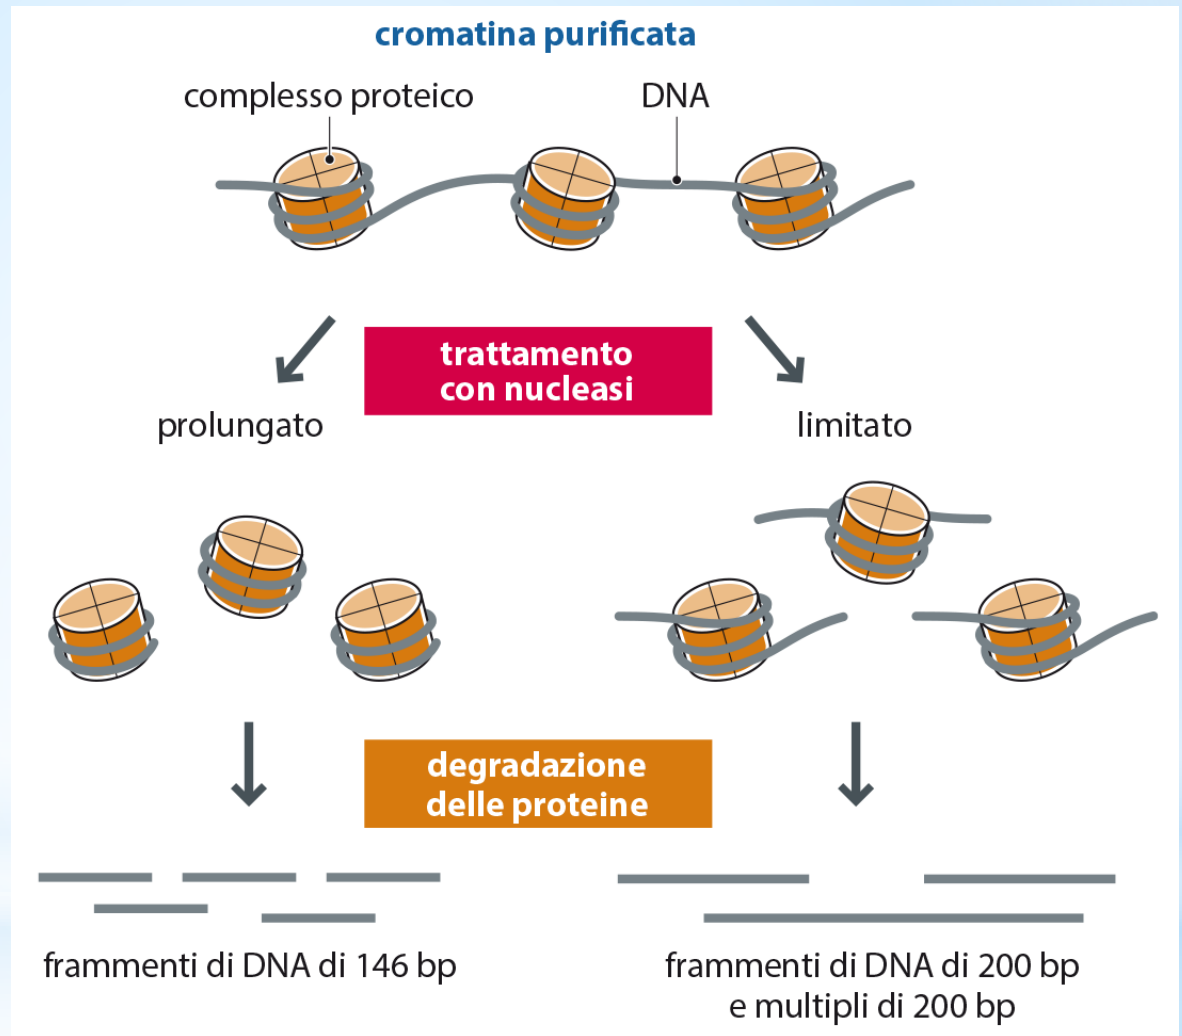 cromatina purificata
complesso proteico
DNA
trattamento
con nucleasi
prolungato
limitato
degradazione
delle proteine
frammenti di DNA di 146 bp
frammenti di DNA di 200 bp
e multipli di 200 bp